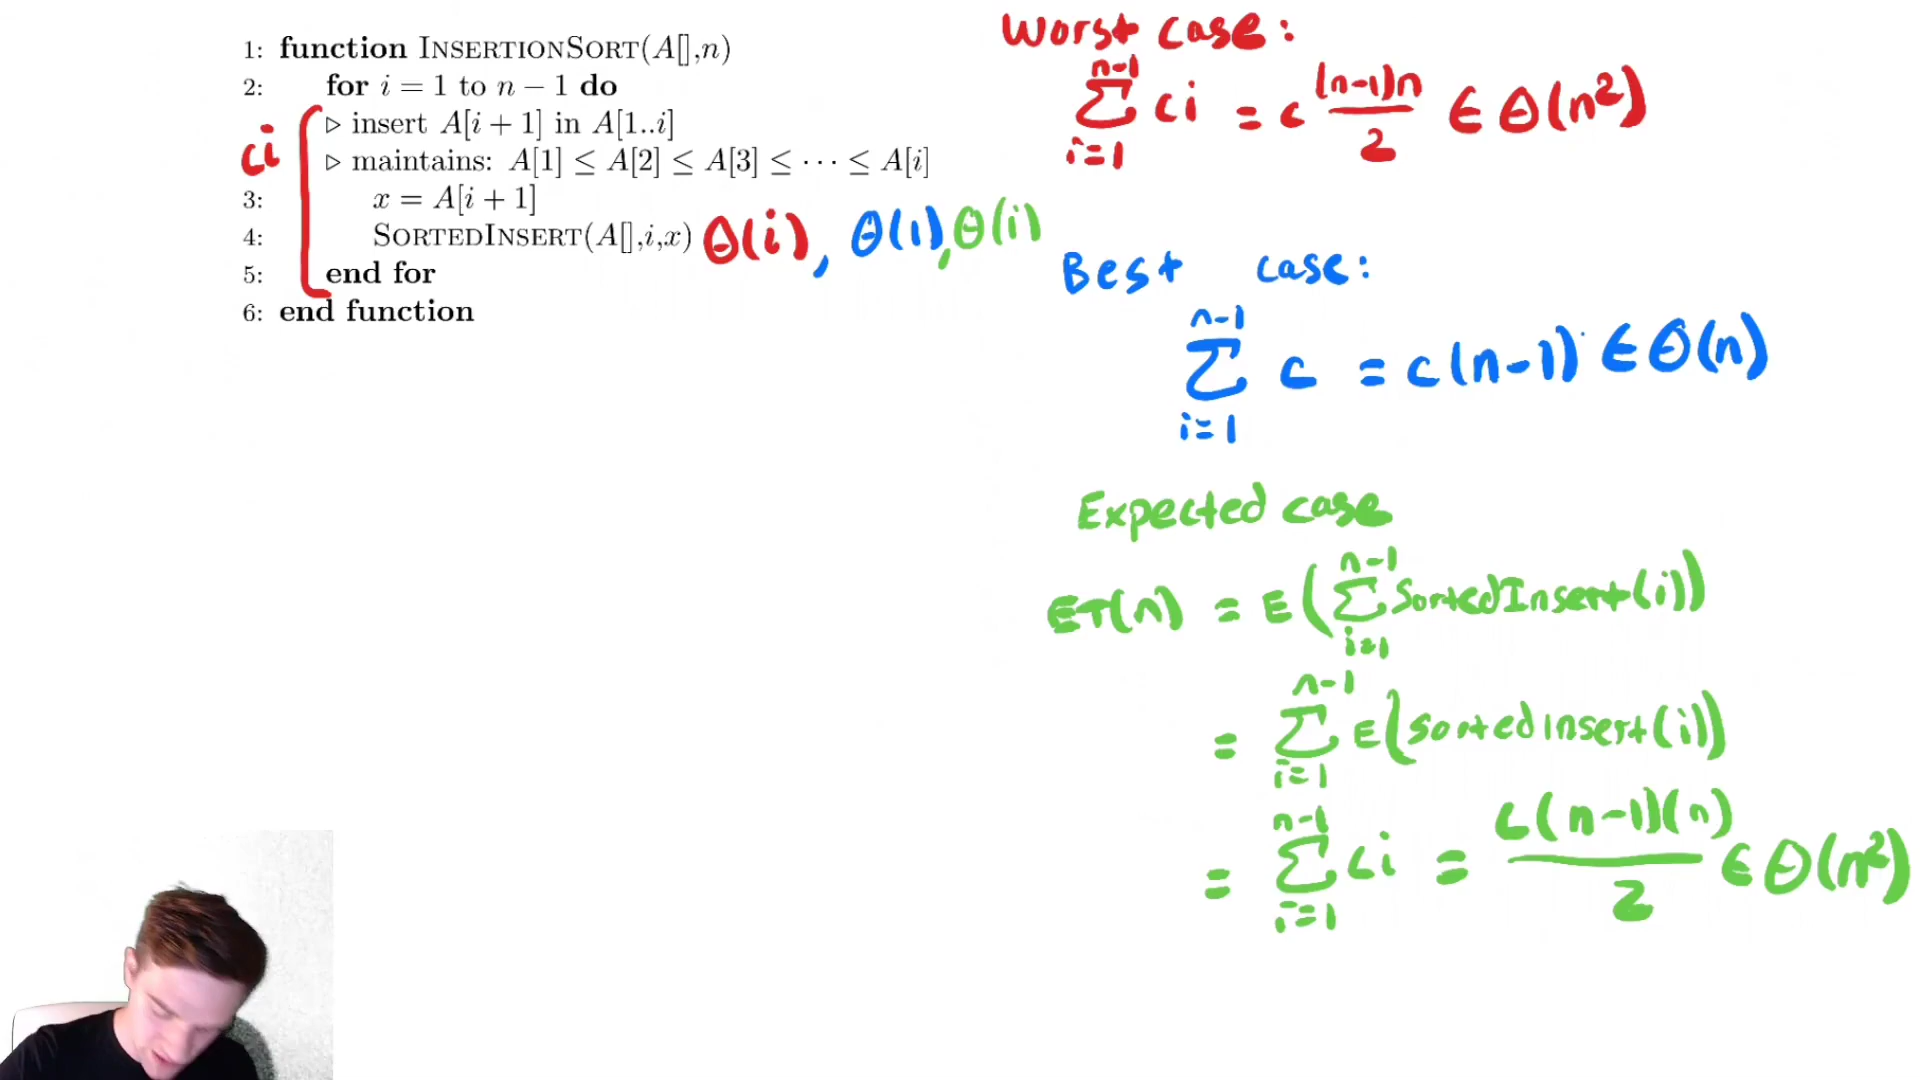 1: function INSERTIONSORT(A[],n)
2: for i = 1 to n − 1 do
▷ insert A[i + 1] in A[1..i]
▷ maintains: A[1] ≤ A[2] ≤ A[3] ≤ ⋯ ≤ A[i]
ci
3: x = A[i + 1]
4: SORTEDINSERT(A[],i,x) Θ(i), Θ(1), Θ(i)
5: end for
6: end function
Worst case:
n-1
∑ ci = c (n-1)n / 2 ∈ Θ(n²)
i=1
Best case:
n-1
∑ c = c(n-1) ∈ Θ(n)
i=1
Expected case
ET(n) = E(∑_{i=1}^{n-1} SortedInsert(i))
= ∑_{i=1}^{n-1} E(SortedInsert(i))
= ∑_{i=1}^{n-1} ci = c(n-1)(n) / 2 ∈ Θ(n²)